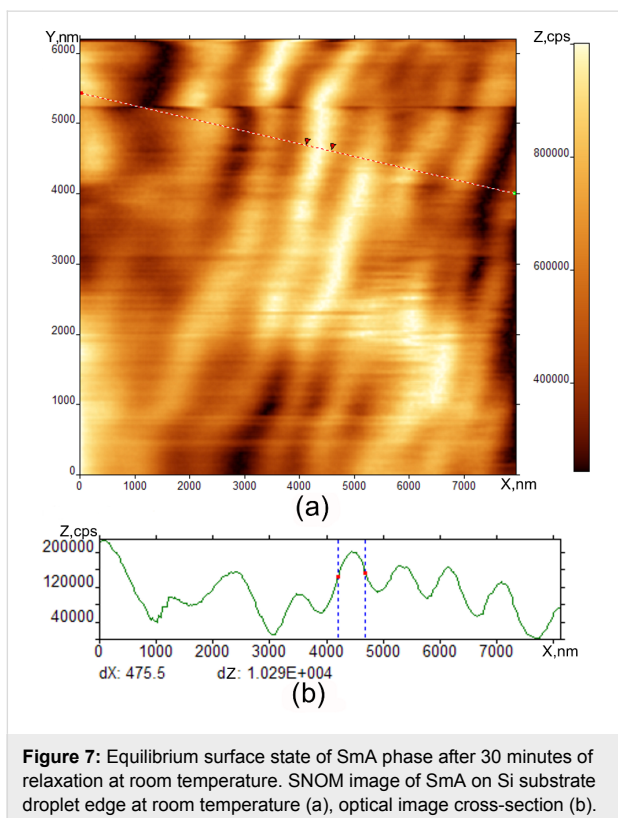 Y,nm
Z,cps
6000
5000
800000
4000
3000
600000
2000
400000
1000
0
0 1000 2000 3000 4000 5000 6000 7000
X,nm
(a)
Z,cps
200000
120000
40000
0 1000 2000 3000 4000 5000 6000 7000
X,nm
dX: 475.5 dZ: 1.029E+004
(b)
Figure 7: Equilibrium surface state of SmA phase after 30 minutes of
relaxation at room temperature. SNOM image of SmA on Si substrate
droplet edge at room temperature (a), optical image cross-section (b).